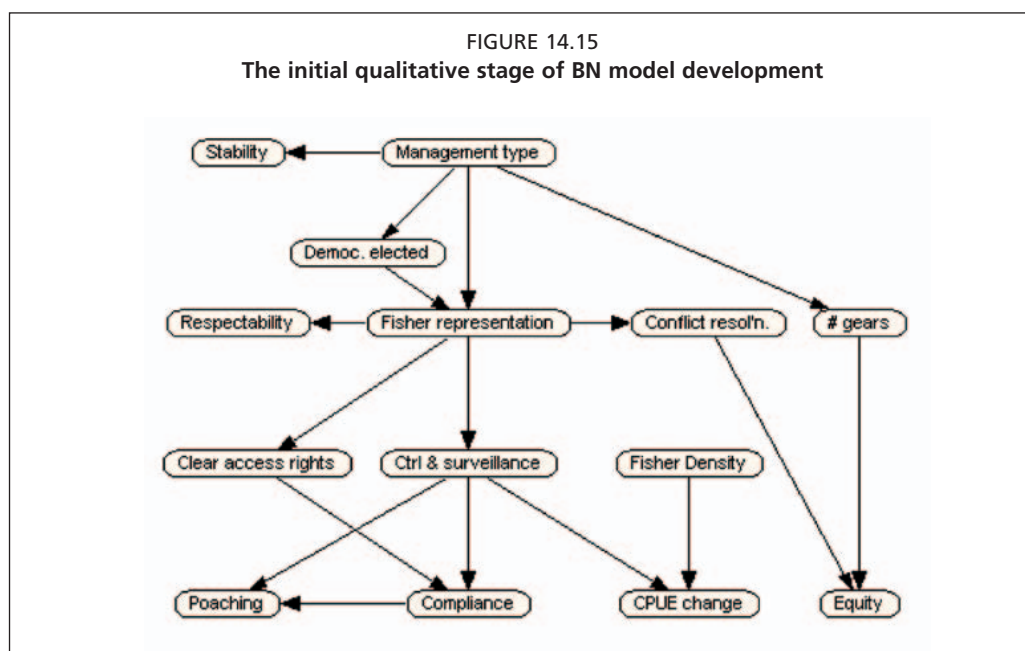 FIGURE 14.15
The initial qualitative stage of BN model development
Stability
Management type
Democ. elected
Respectability
Fisher representation
Conflict resol'n.
# gears
Clear access rights
Ctrl & surveillance
Fisher Density
Poaching
Compliance
CPUE change
Equity